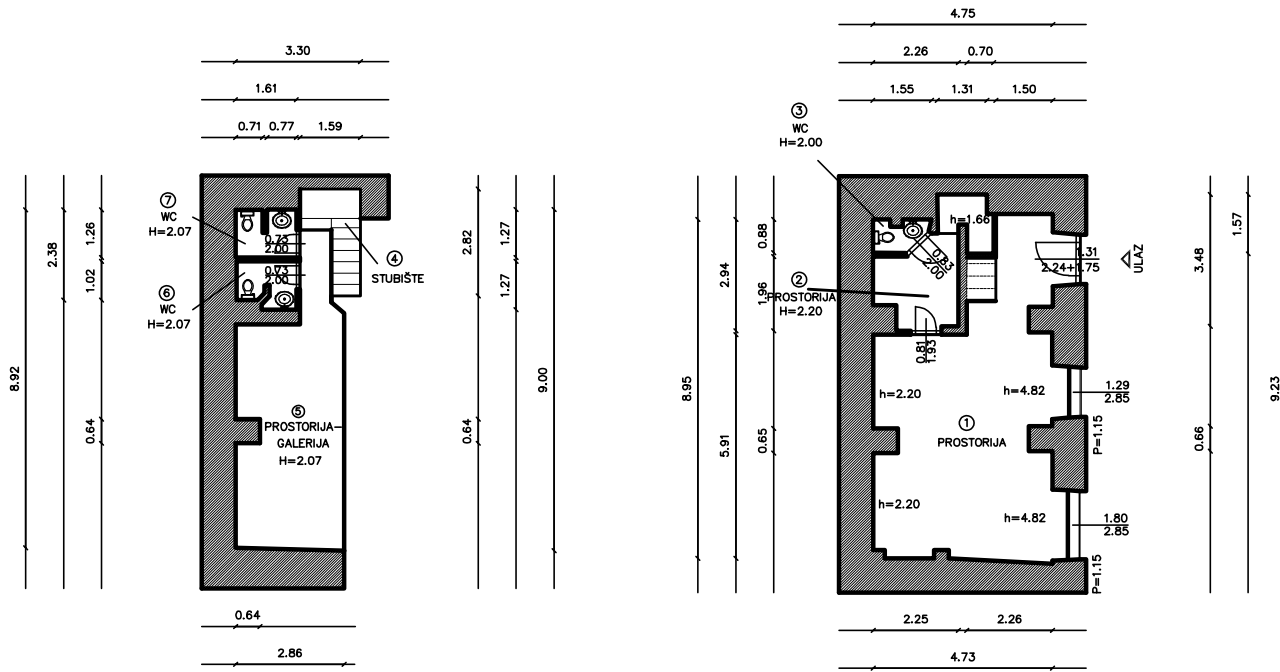 3.30
1.61
0.71 0.77 1.59
⑦
WC
H=2.07
0.73
2.00
0.73
2.00
⑥
WC
H=2.07
④
STUBIŠTE
⑤
PROSTORIJA-
GALERIJA
H=2.07
8.92
2.38
1.26
1.02
0.64
2.82
0.64
1.27
1.27
9.00
0.64
2.86
4.75
2.26 0.70
1.55 1.31 1.50
③
WC
H=2.00
h=1.66
0.83
2.00
②
PROSTORIJA
H=2.20
0.81
1.93
1.31
2.24+1.75
ULAZ
h=2.20
h=4.82
1.29
2.85
P=1.15
①
PROSTORIJA
h=2.20
h=4.82
1.80
2.85
P=1.15
8.95
2.94
5.91
0.88
1.96
0.65
3.48
0.66
1.57
9.23
2.25 2.26
4.73